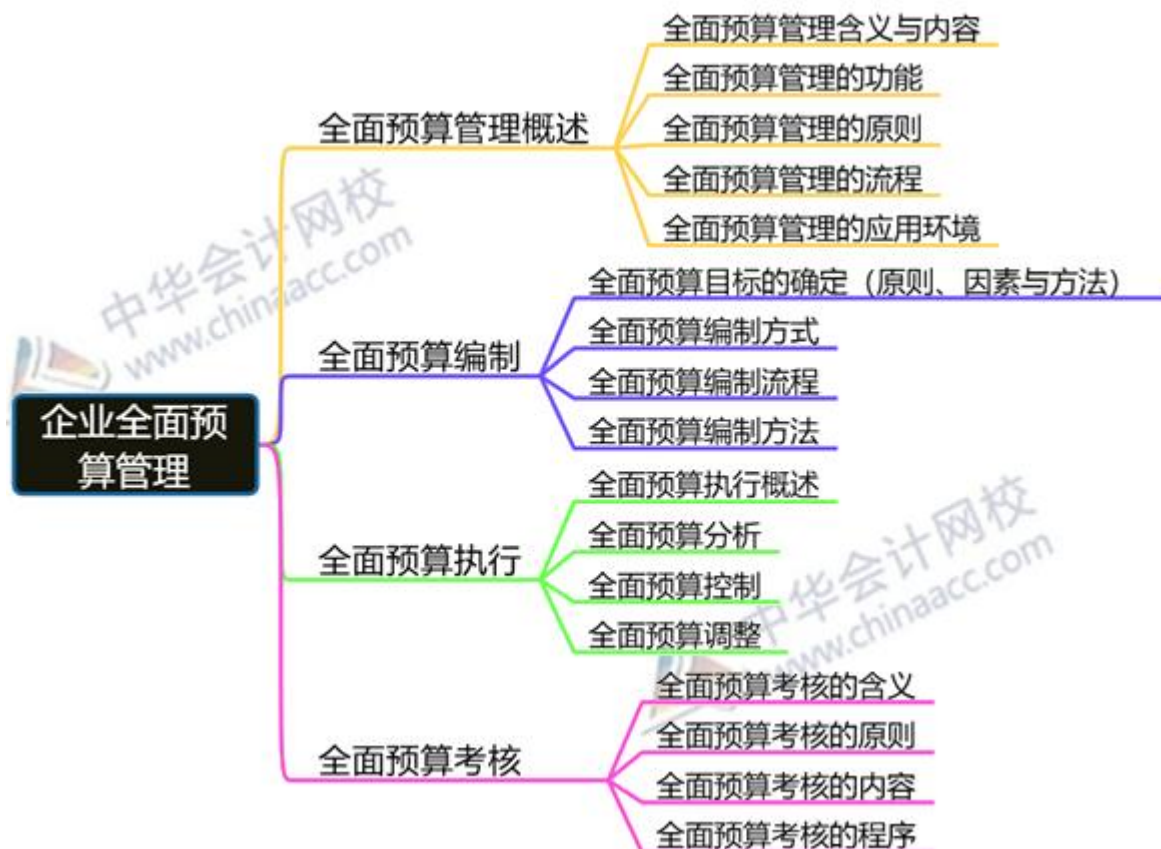 全面预算管理含义与内容
全面预算管理的功能
全面预算管理概述
全面预算管理的原则
全面预算管理的流程
全面预算管理的应用环境
全面预算目标的确定（原则、因素与方法）
全面预算编制方式
全面预算编制
全面预算编制流程
全面预算编制方法
企业全面预
算管理
全面预算执行概述
全面预算分析
全面预算执行
全面预算控制
全面预算调整
全面预算考核的含义
全面预算考核的原则
全面预算考核
全面预算考核的内容
全面预算考核的程序
中华会计网校
www.chinaacc.com
中华会计网校
www.chinaacc.com